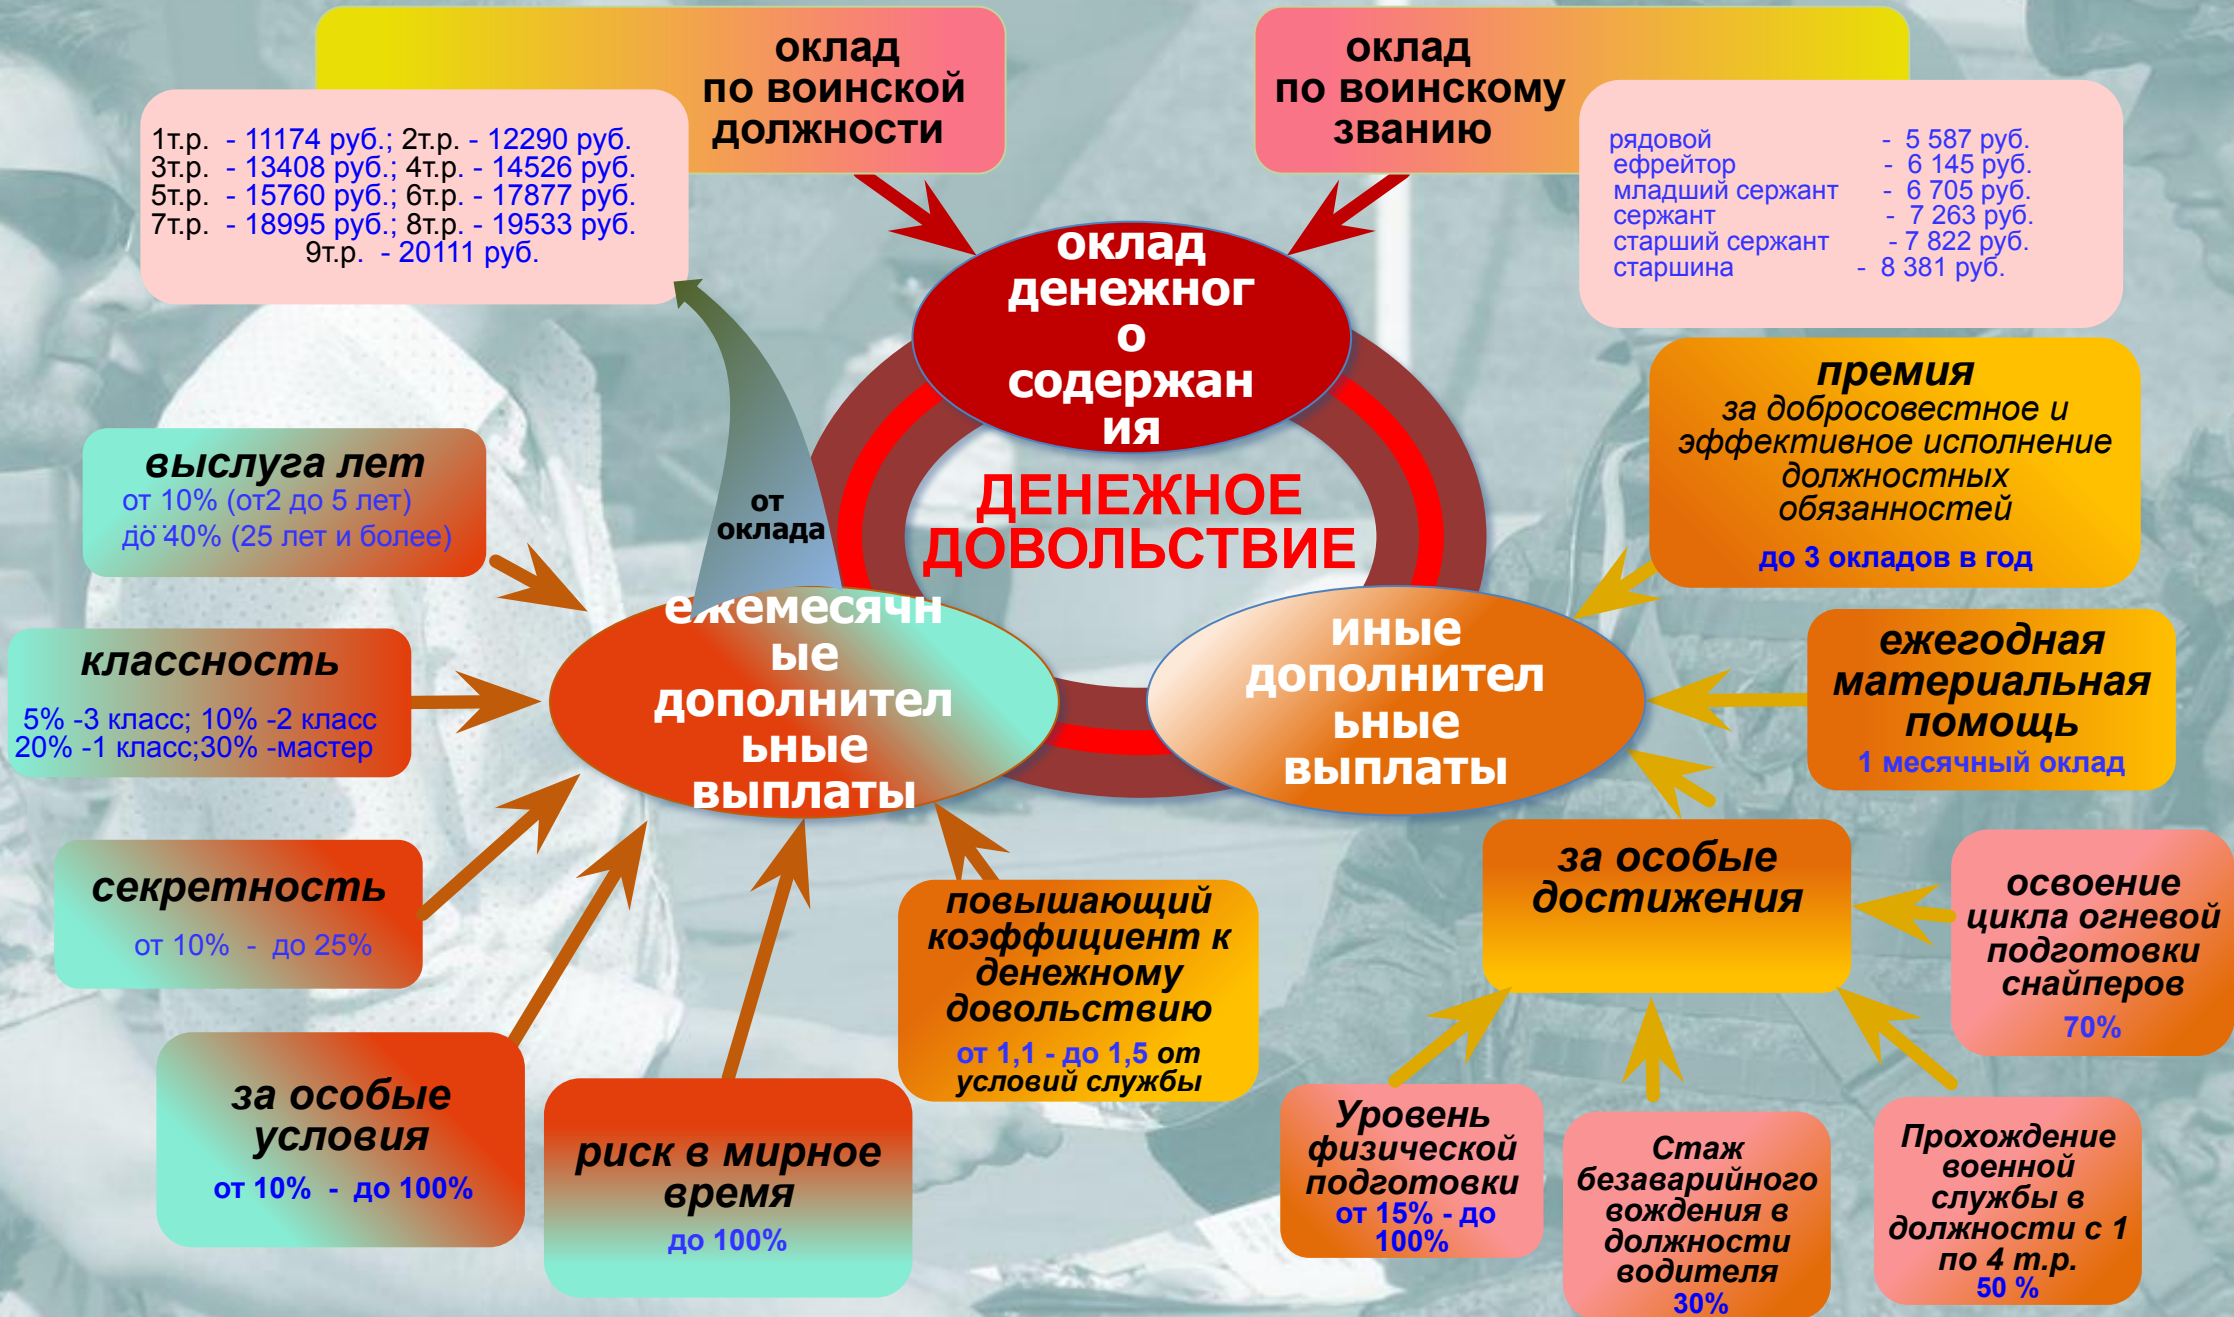 оклад
по воинской
должности
оклад
по воинскому
званию
1т.р. - 11174 руб.; 2т.р. - 12290 руб.
3т.р. - 13408 руб.; 4т.р. - 14526 руб.
5т.р. - 15760 руб.; 6т.р. - 17877 руб.
7т.р. - 18995 руб.; 8т.р. - 19533 руб.
9т.р. - 20111 руб.
рядовой - 5 587 руб.
ефрейтор - 6 145 руб.
младший сержант - 6 705 руб.
сержант - 7 263 руб.
старший сержант - 7 822 руб.
старшина - 8 381 руб.
оклад
денежног
о
содержан
ия
ДЕНЕЖНОЕ
ДОВОЛЬСТВИЕ
от
оклада
ежемесячн
ые
дополнител
ьные
выплаты
иные
дополнител
ьные
выплаты
выслуга лет
от 10% (от2 до 5 лет)
......
до 40% (25 лет и более)
классность
5% -3 класс; 10% -2 класс
20% -1 класс;30% -мастер
секретность
от 10% - до 25%
за особые
условия
от 10% - до 100%
риск в мирное
время
до 100%
повышающий
коэффициент к
денежному
довольствию
от 1,1 - до 1,5 от
условий службы
премия
за добросовестное и
эффективное исполнение
должностных
обязанностей
до 3 окладов в год
ежегодная
материальная
помощь
1 месячный оклад
за особые
достижения
освоение
цикла огневой
подготовки
снайперов
70%
Уровень
физической
подготовки
от 15% - до
100%
Стаж
безаварийного
вождения в
должности
водителя
30%
Прохождение
военной
службы в
должности с 1
по 4 т.р.
50 %